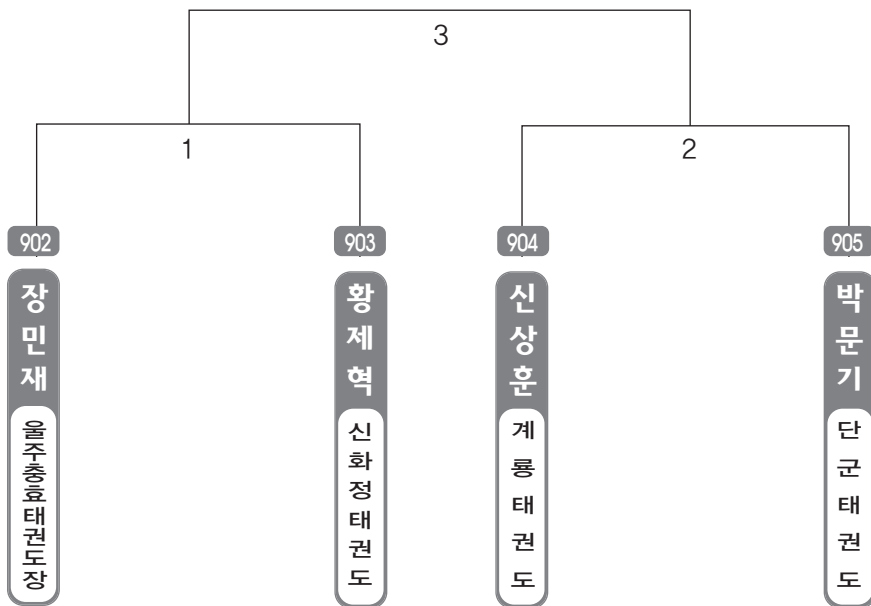 3
1
2
902
903
904
905
장민재
황제혁
신상훈
박문기
울주충효태권도장
신화정태권도
계룡태권도
단군태권도